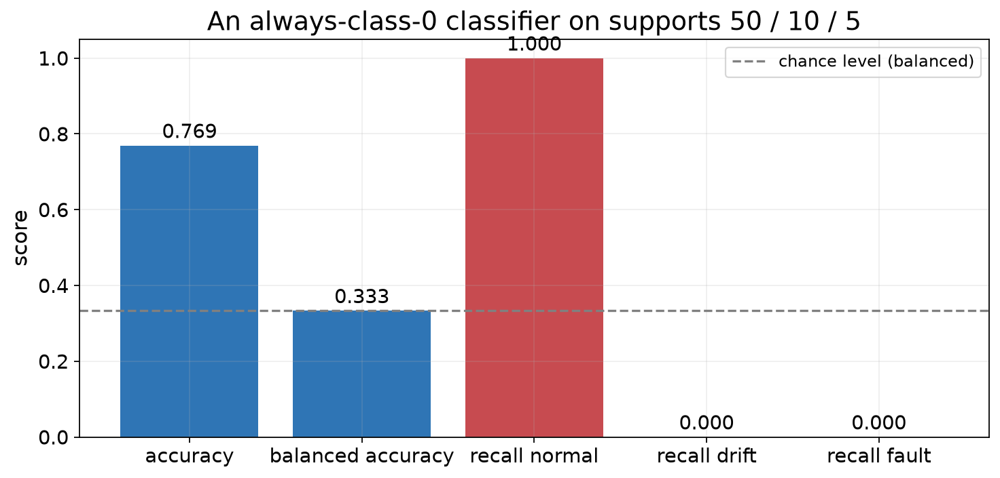 An always-class-0 classifier on supports 50 / 10 / 5
1.000
chance level (balanced)
1.0
0.769
0.8
0.6
score
0.4
0.333
0.2
0.000
0.000
0.0
accuracy
balanced accuracy
recall normal
recall drift
recall fault